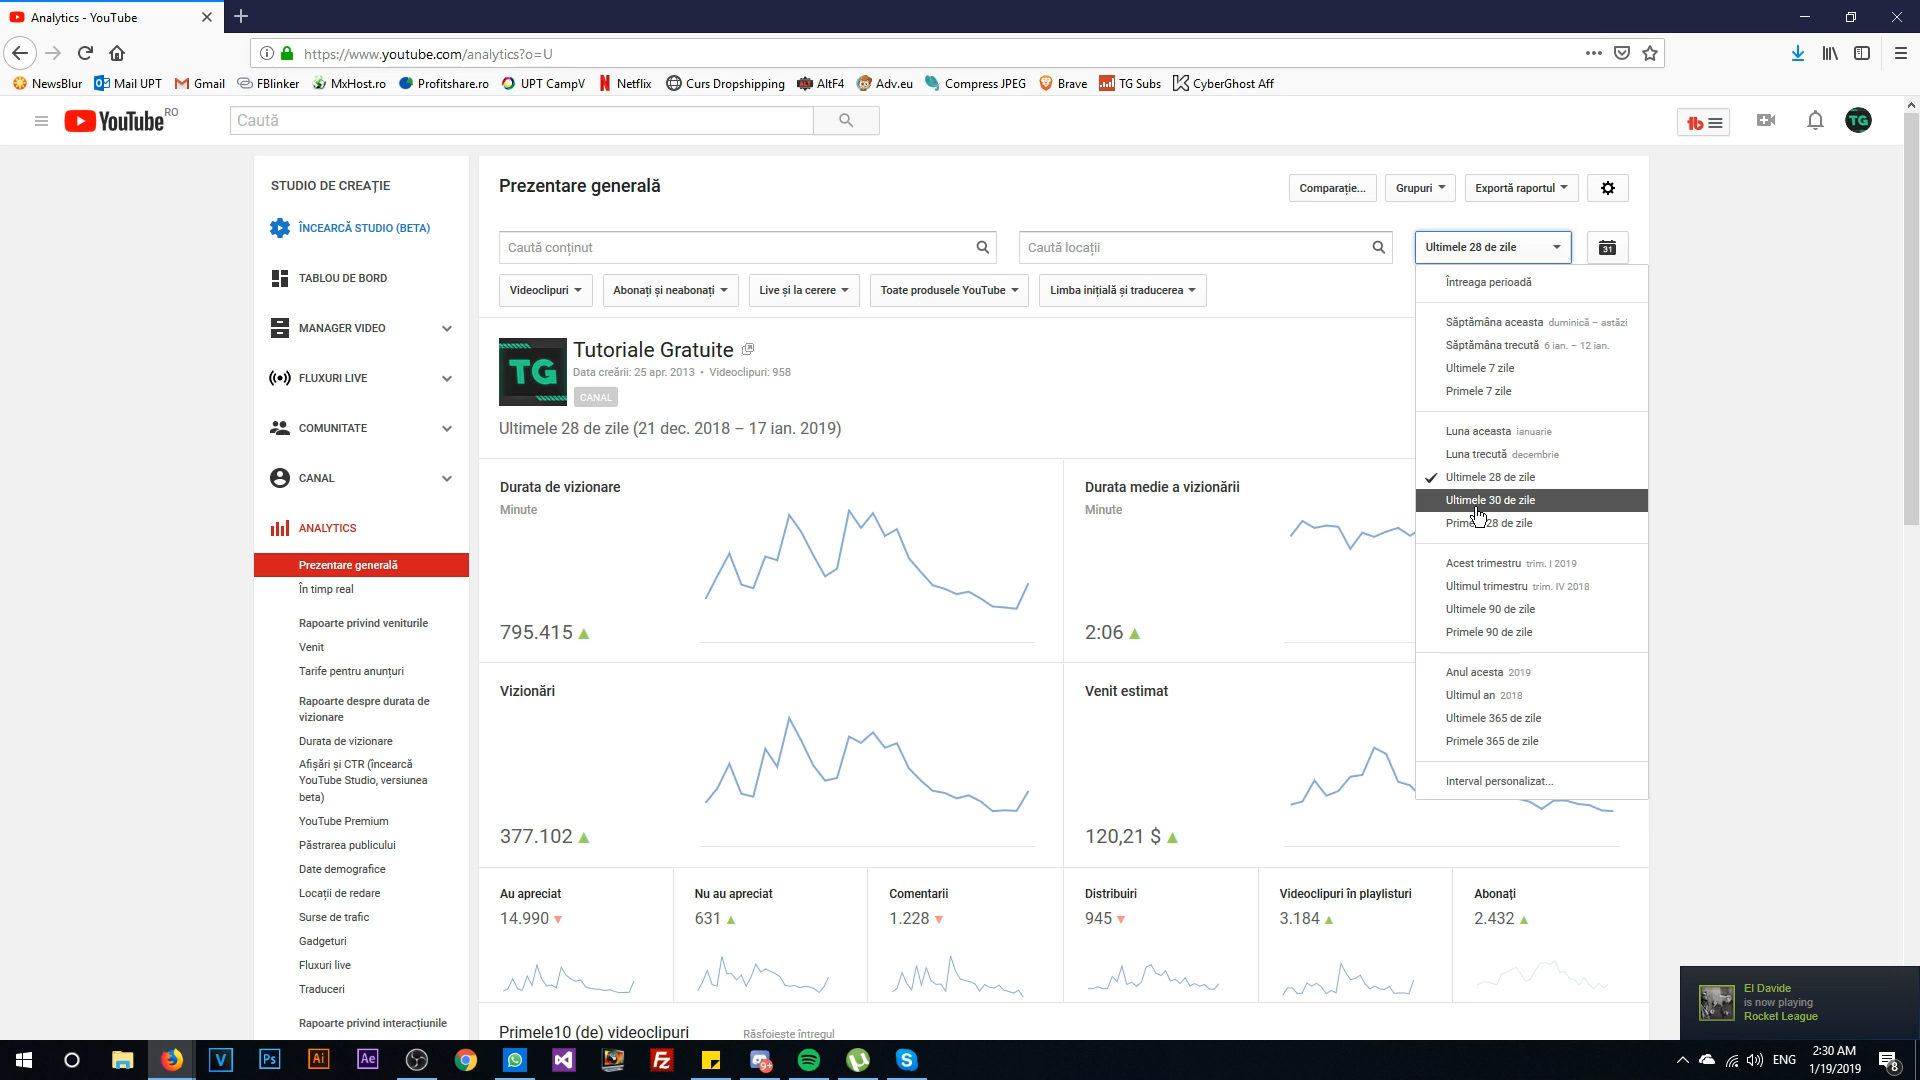 Analytics - YouTube
https://www.youtube.com/analytics?o=U
NewsBlur Mail UPT Gmail FBlinker MxHost.ro Profitshare.ro UPT CampV Netflix Curs Dropshipping AltF4 Adv.eu Compress JPEG Brave TG Subs CyberGhost Aff
YouTube RO
Caută
TG
STUDIO DE CREAȚIE
ÎNCEARCĂ STUDIO (BETA)
TABLOU DE BORD
MANAGER VIDEO
FLUXURI LIVE
COMUNITATE
CANAL
ANALYTICS
Prezentare generală
În timp real
Rapoarte privind veniturile
Venit
Tarife pentru anunțuri
Rapoarte despre durata de
vizionare
Durata de vizionare
Afișări și CTR (încearcă
YouTube Studio, versiunea
beta)
YouTube Premium
Păstrarea publicului
Date demografice
Locații de redare
Surse de trafic
Gadgeturi
Fluxuri live
Traduceri
Rapoarte privind interacțiunile
Prezentare generală
Comparație... Grupuri Exportă raportul
Caută conținut Caută locații Ultimele 28 de zile 31
Videoclipuri Abonați și neabonați Live și la cerere Toate produsele YouTube Limba inițială și traducerea
TG
Tutoriale Gratuite
Data creării: 25 apr. 2013 • Videoclipuri: 958
CANAL
Ultimele 28 de zile (21 dec. 2018 – 17 ian. 2019)
Durata de vizionare
Minute
795.415
Durata medie a vizionării
Minute
2:06
Vizionări
377.102
Venit estimat
120,21 $
Au apreciat
14.990
Nu au apreciat
631
Comentarii
1.228
Distribuiri
945
Videoclipuri în playlisturi
3.184
Abonați
2.432
Primele10 (de) videoclipuri Răsfoiește întregul
Întreaga perioadă
Săptămâna aceasta duminică – astăzi
Săptămâna trecută 6 ian. – 12 ian.
Ultimele 7 zile
Primele 7 zile
Luna aceasta ianuarie
Luna trecută decembrie
Ultimele 28 de zile
Ultimele 30 de zile
Primele 28 de zile
Acest trimestru trim. I 2019
Ultimul trimestru trim. IV 2018
Ultimele 90 de zile
Primele 90 de zile
Anul acesta 2019
Ultimul an 2018
Ultimele 365 de zile
Primele 365 de zile
Interval personalizat...
El Davide
is now playing
Rocket League
V Ps Ai Ae Fz 9+ S
ENG
2:30 AM
1/19/2019
8